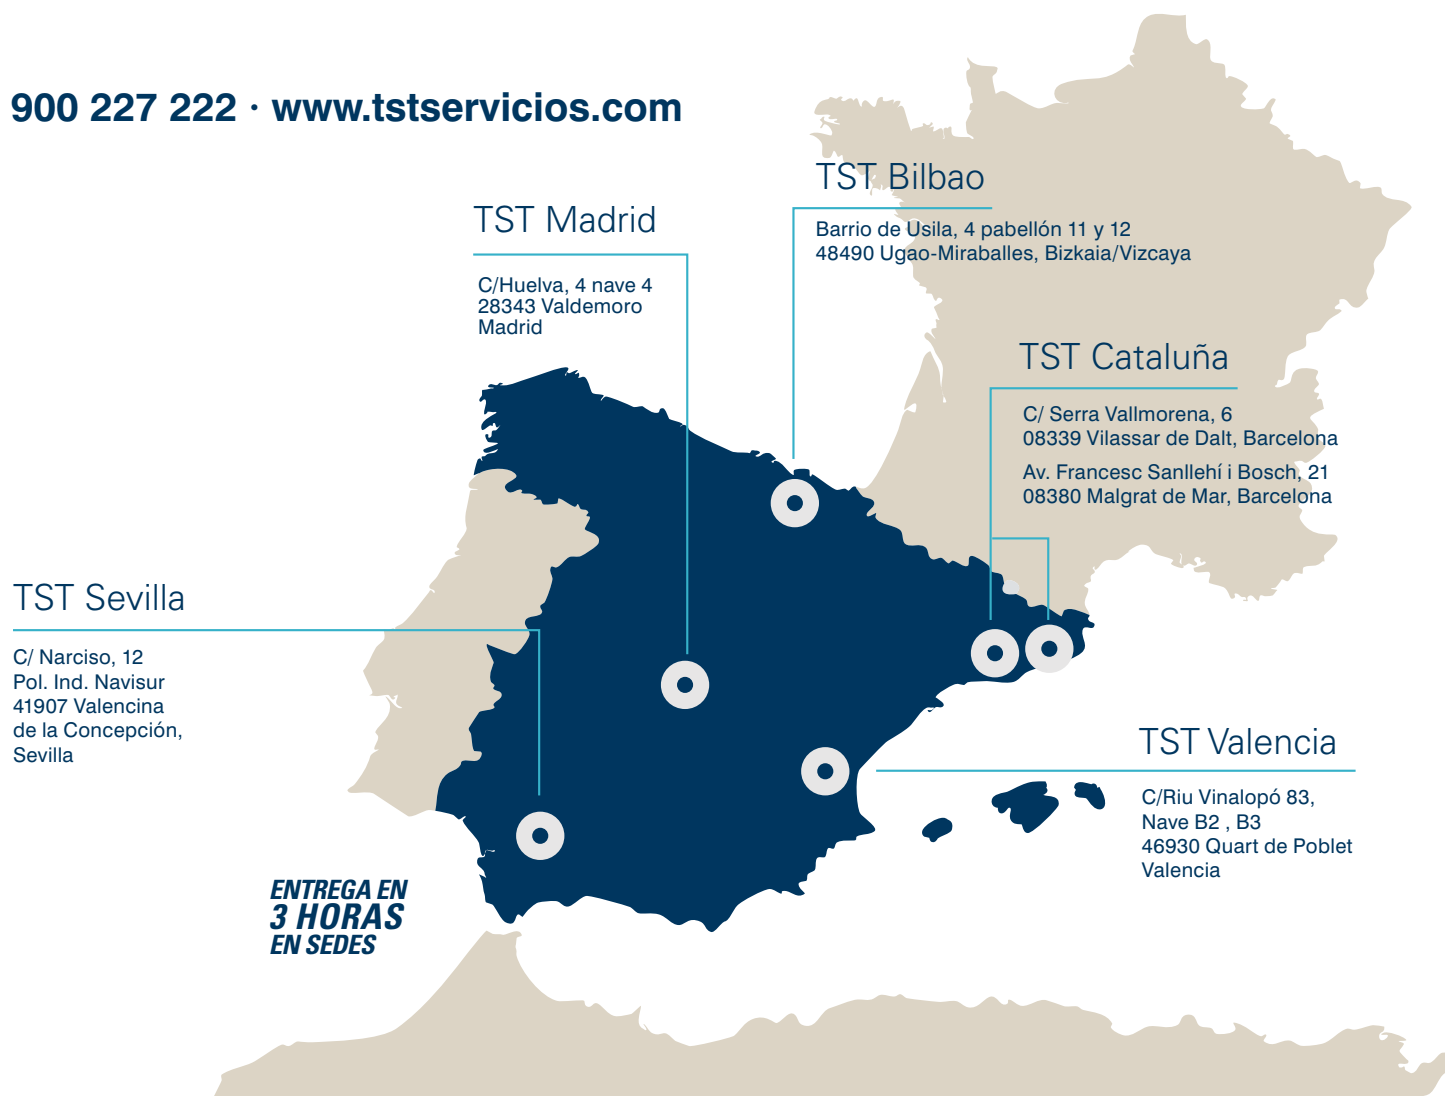 900 227 222 · www.tstservicios.com
TST Bilbao
Barrio de Usila, 4 pabellón 11 y 12
48490 Ugao-Miraballes, Bizkaia/Vizcaya
TST Madrid
C/Huelva, 4 nave 4
28343 Valdemoro
Madrid
TST Cataluña
C/ Serra Vallmorena, 6
08339 Vilassar de Dalt, Barcelona
Av. Francesc Sanllehí i Bosch, 21
08380 Malgrat de Mar, Barcelona
TST Sevilla
C/ Narciso, 12
Pol. Ind. Navisur
41907 Valencina
de la Concepción,
Sevilla
TST Valencia
C/Riu Vinalopó 83,
Nave B2 , B3
46930 Quart de Poblet
Valencia
ENTREGA EN
3 HORAS
EN SEDES